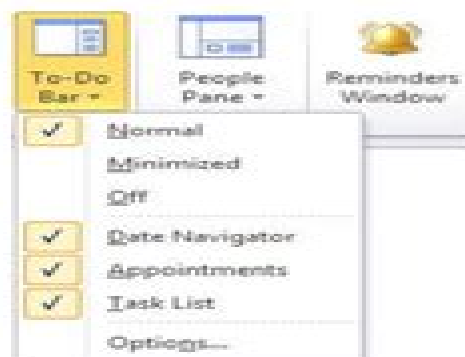 To-Do Bar
People Pane
Reminders Window
Normal
Minimized
Off
Date Navigator
Appointments
Task List
Options...